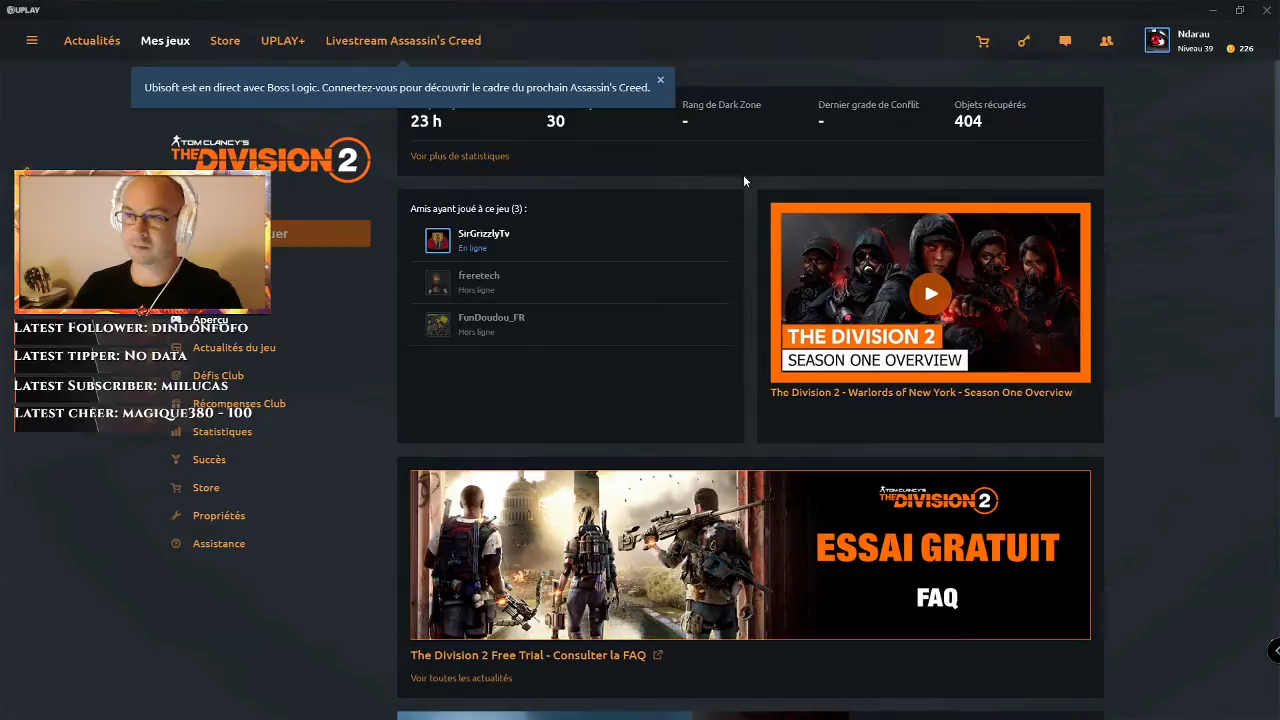 UPLAY
Actualités
Mes jeux
Store
UPLAY+
Livestream Assassin's Creed
Ndarau
Niveau 39
226
Ubisoft est en direct avec Boss Logic. Connectez-vous pour découvrir le cadre du prochain Assassin's Creed.
Rang de Dark Zone
Dernier grade de Conflit
Objets récupérés
23 h
30
-
-
404
Voir plus de statistiques
TOM CLANCY'S
THE DIVISION 2
uer
Aperçu
Actualités du jeu
Défis Club
Récompenses Club
Statistiques
Succès
Store
Propriétés
Assistance
Latest Follower: dindonfofo
Latest tipper: No data
Latest Subscriber: miilucas
Latest cheer: magique380 - 100
Amis ayant joué à ce jeu (3) :
SirGrizzlyTv
En ligne
freretech
Hors ligne
FunDoudou_FR
Hors ligne
THE DIVISION 2
SEASON ONE OVERVIEW
The Division 2 - Warlords of New York - Season One Overview
TOM CLANCY'S
THE DIVISION 2
ESSAI GRATUIT
FAQ
The Division 2 Free Trial - Consulter la FAQ
Voir toutes les actualités